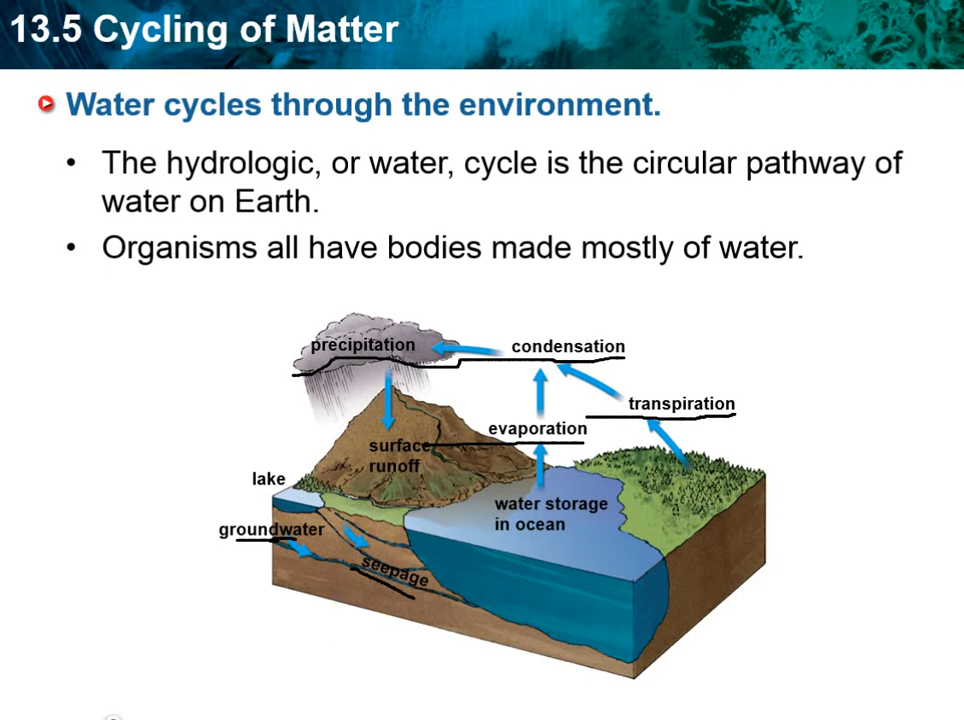 13.5 Cycling of Matter
Water cycles through the environment.
• The hydrologic, or water, cycle is the circular pathway of
water on Earth.
• Organisms all have bodies made mostly of water.
precipitation
condensation
transpiration
evaporation
surface
runoff
lake
water storage
in ocean
groundwater
seepage